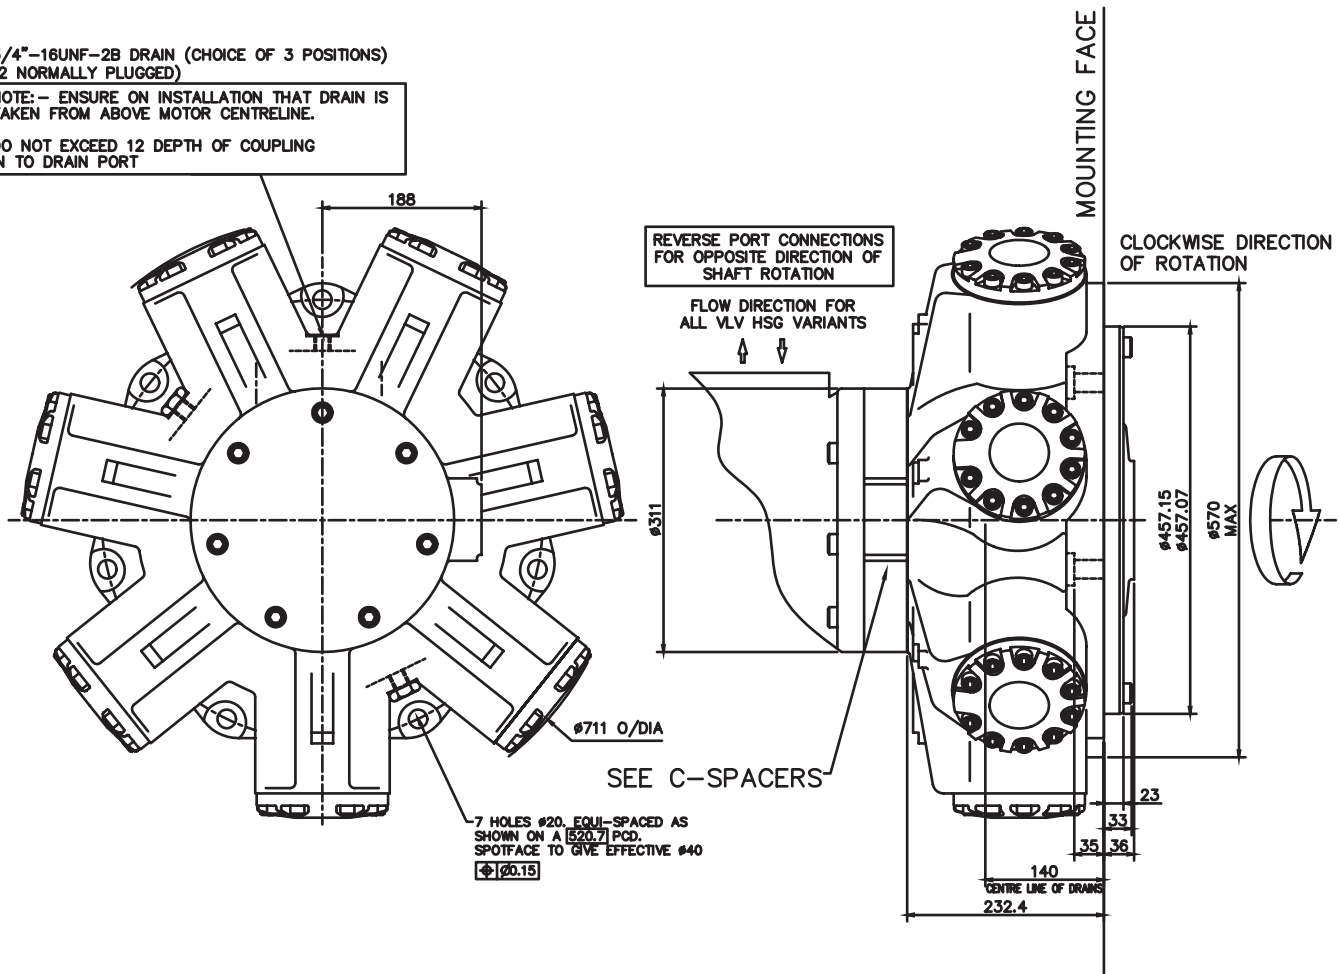 /4"-16UNF-2B DRAIN (CHOICE OF 3 POSITIONS)
2 NORMALLY PLUGGED)
OTE:- ENSURE ON INSTALLATION THAT DRAIN IS
AKEN FROM ABOVE MOTOR CENTRELINE.
O NOT EXCEED 12 DEPTH OF COUPLING
N TO DRAIN PORT
188
REVERSE PORT CONNECTIONS
FOR OPPOSITE DIRECTION OF
SHAFT ROTATION
FLOW DIRECTION FOR
ALL VLV HSG VARIANTS
MOUNTING FACE
CLOCKWISE DIRECTION
OF ROTATION
ø311
ø457.15
ø457.07
ø570
MAX
ø711 O/DIA
SEE C-SPACERS
7 HOLES ø20. EQUI-SPACED AS
SHOWN ON A 520.7 PCD.
SPOTFACE TO GIVE EFFECTIVE ø40
⌖ Ø0.15
23
33
35 36
140
CENTRE LINE OF DRAINS
232.4